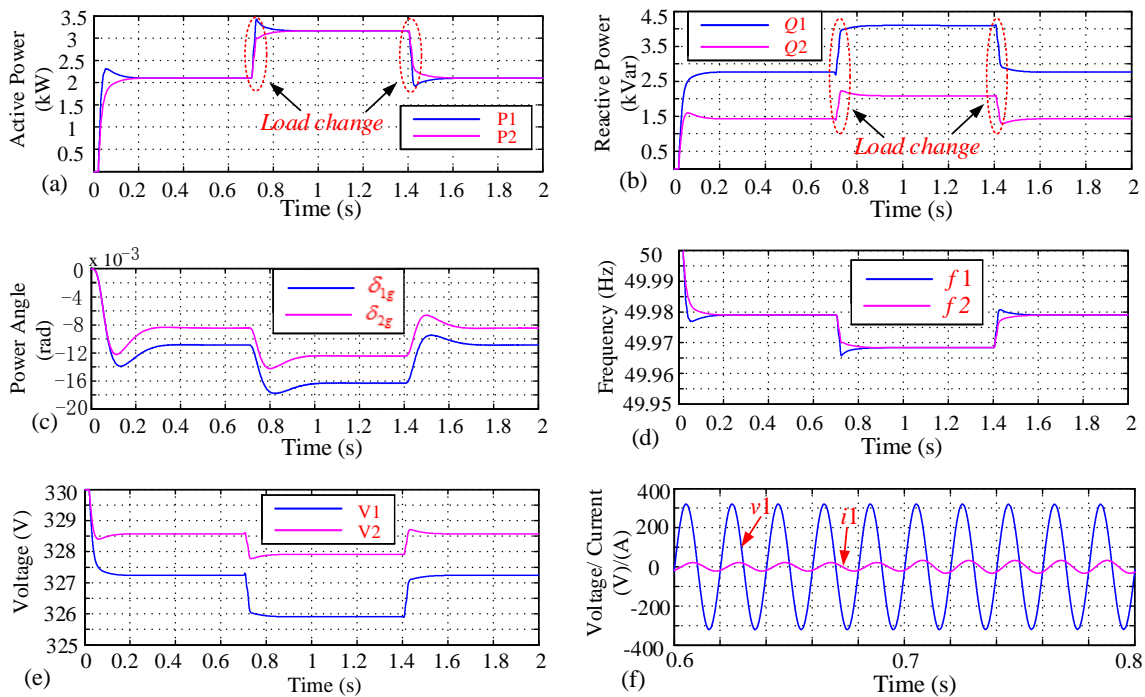 3.5
3
2.5
2
1.5
1
0.5
Active Power
(kW)
Load change
P1
P2
0 0.2 0.4 0.6 0.8 1 1.2 1.4 1.6 1.8 2
(a)
Time (s)
4.5
3.5
2.5
1.5
0.5
Reactive Power
(kVar)
Q1
Q2
Load change
0 0.2 0.4 0.6 0.8 1 1.2 1.4 1.6 1.8 2
(b)
Time (s)
x 10⁻³
0
−4
−8
−12
−16
−20
Power Angle
(rad)
δ1g
δ2g
0 0.2 0.4 0.6 0.8 1 1.2 1.4 1.6 1.8 2
(c)
Time (s)
50
49.99
49.98
49.97
49.96
49.95
Frequency (Hz)
f1
f2
0 0.2 0.4 0.6 0.8 1 1.2 1.4 1.6 1.8 2
(d)
Time (s)
330
329
328
327
326
325
Voltage (V)
V1
V2
0 0.2 0.4 0.6 0.8 1 1.2 1.4 1.6 1.8 2
(e)
Time (s)
400
200
0
-200
-400
Voltage/ Current
(V)/(A)
v1
i1
0.6 0.7 0.8
(f)
Time (s)